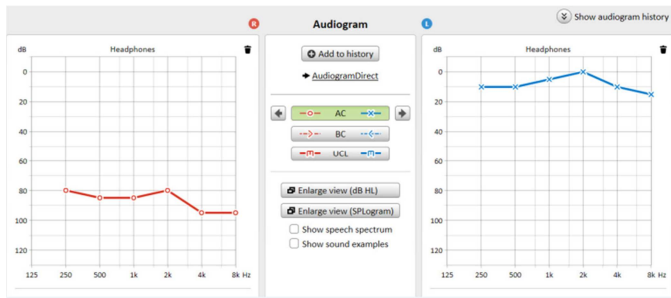 Show audiogram history
R
Audiogram
L
dB
Headphones
0
20
40
60
80
100
120
125 250 500 1k 2k 4k 8k Hz
Add to history
AudiogramDirect
AC
BC
UCL
Enlarge view (dB HL)
Enlarge view (SPLogram)
Show speech spectrum
Show sound examples
dB
Headphones
0
20
40
60
80
100
120
125 250 500 1k 2k 4k 8k Hz